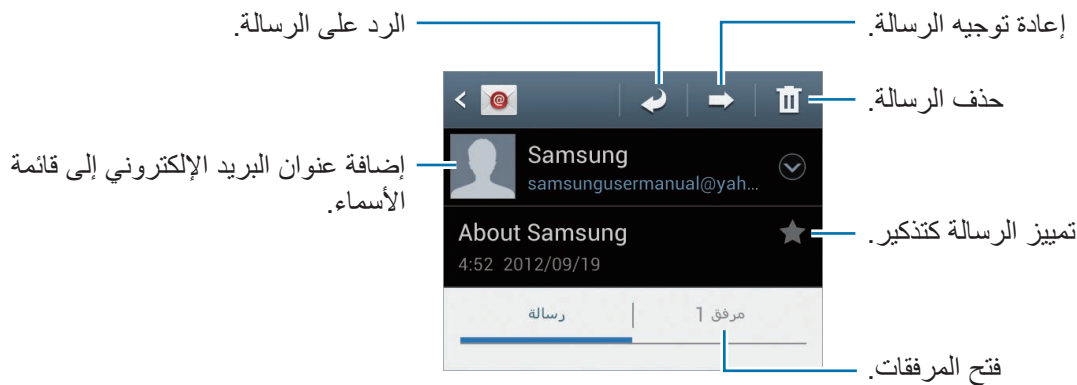 إعادة توجيه الرسالة.
الرد على الرسالة.
حذف الرسالة.
Samsung
samsungusermanual@yah...
إضافة عنوان البريد الإلكتروني إلى قائمة
الأسماء.
About Samsung
4:52 2012/09/19
تمييز الرسالة كتذكير.
مرفق 1
رسالة
فتح المرفقات.